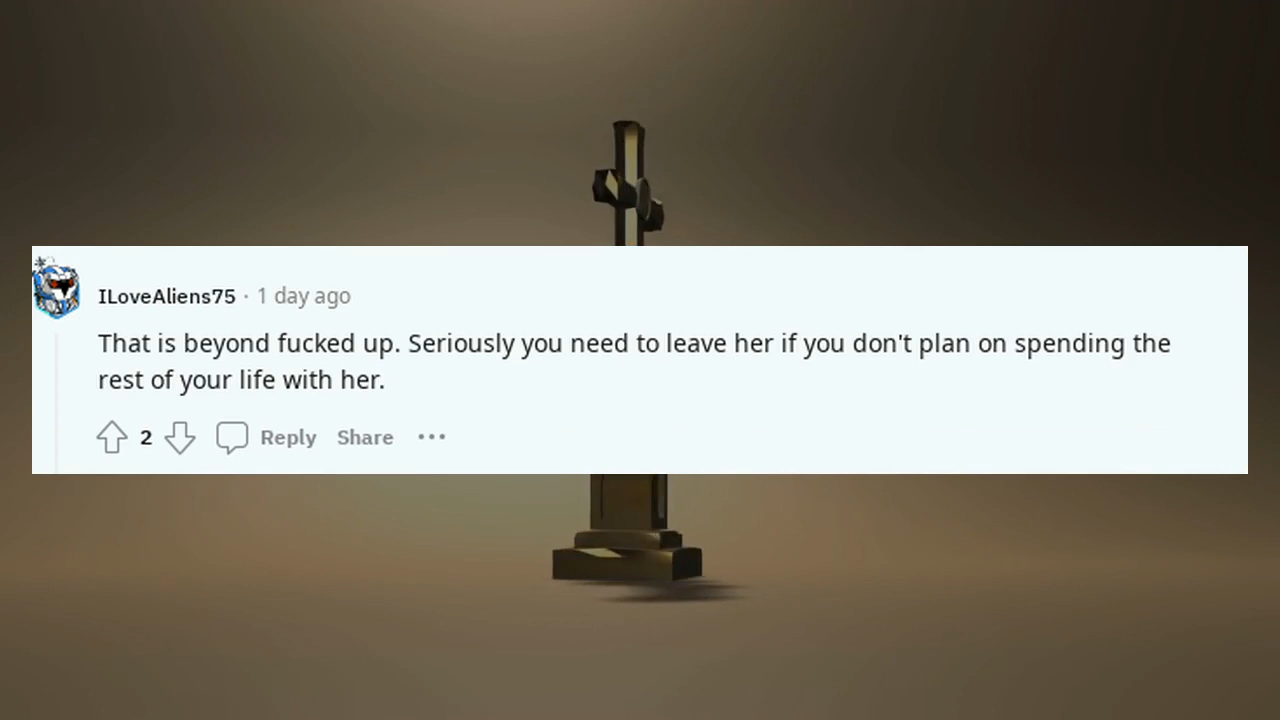 ILoveAliens75 · 1 day ago
That is beyond fucked up. Seriously you need to leave her if you don't plan on spending the
rest of your life with her.
2 Reply Share ···